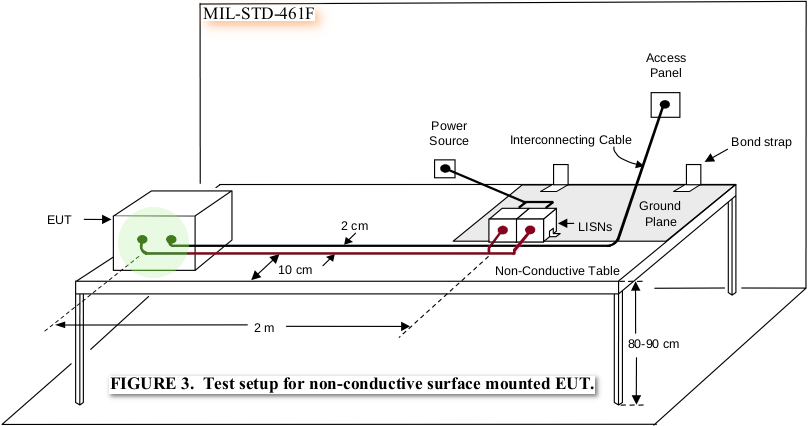 MIL-STD-461F
Access
Panel
Power
Source
Interconnecting Cable
Bond strap
Ground
Plane
EUT
2 cm
LISNs
10 cm
Non-Conductive Table
2 m
80-90 cm
FIGURE 3.  Test setup for non-conductive surface mounted EUT.